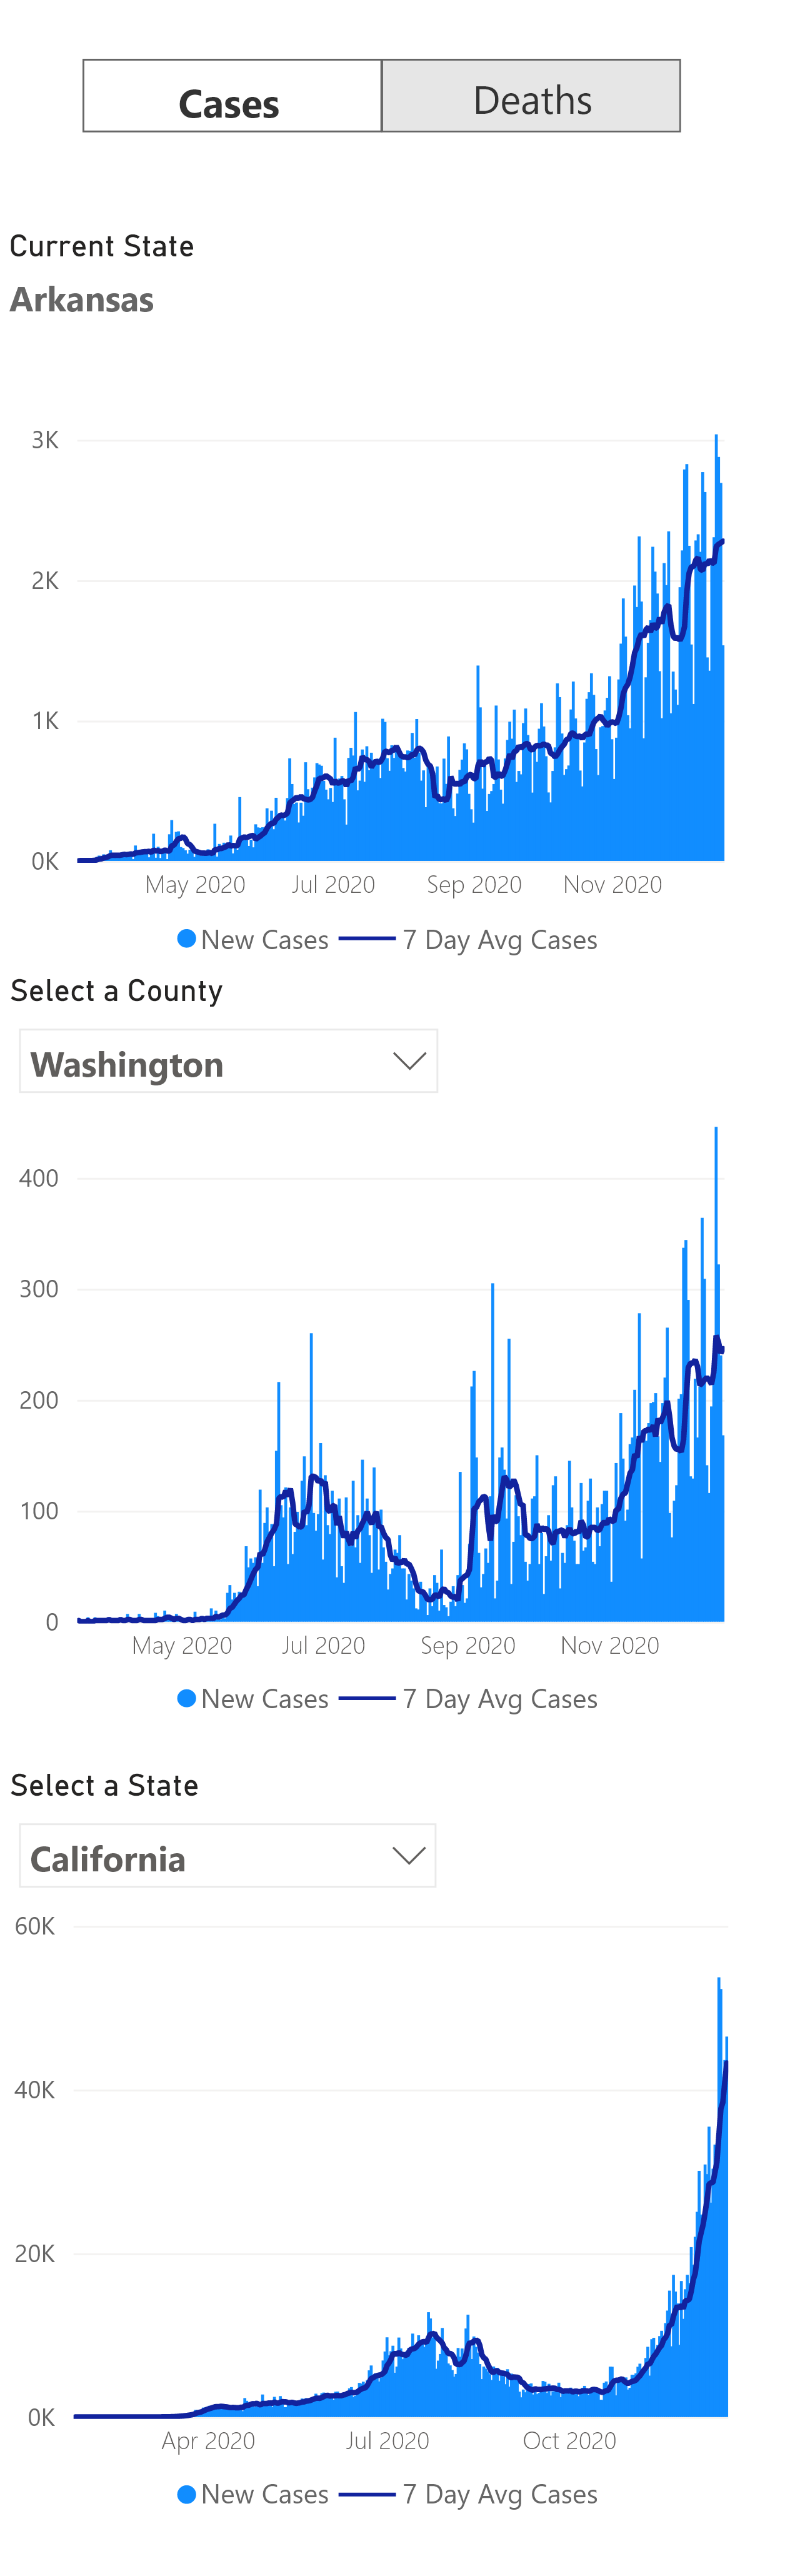 Cases Deaths
Current State
Arkansas
3K
2K
1K
0K
May 2020 Jul 2020 Sep 2020 Nov 2020
New Cases 7 Day Avg Cases
Select a County
Washington
400
300
200
100
0
May 2020 Jul 2020 Sep 2020 Nov 2020
New Cases 7 Day Avg Cases
Select a State
California
60K
40K
20K
0K
Apr 2020 Jul 2020 Oct 2020
New Cases 7 Day Avg Cases